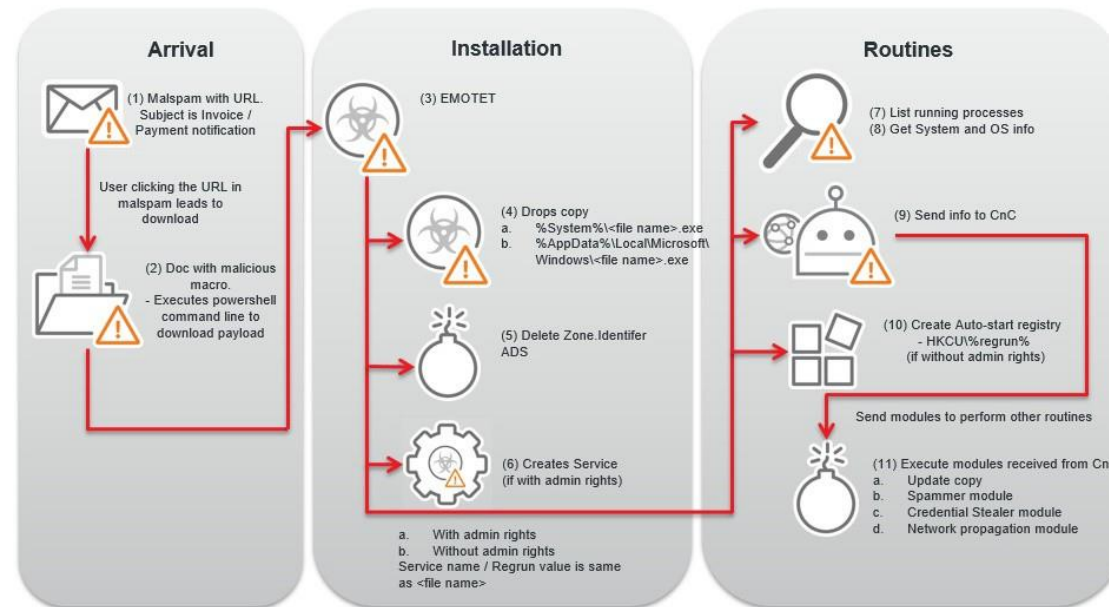 Arrival
(1) Malspam with URL.
Subject is Invoice /
Payment notification
User clicking the URL in
malspam leads to
download
(2) Doc with malicious
macro.
- Executes powershell
command line to
download payload
Installation
(3) EMOTET
(4) Drops copy
a. %System%\<file name>.exe
b. %AppData%\Local\Microsoft\
Windows\<file name>.exe
(5) Delete Zone.Identifer
ADS
(6) Creates Service
(if with admin rights)
a. With admin rights
b. Without admin rights
Service name / Regrun value is same
as <file name>
Routines
(7) List running processes
(8) Get System and OS info
(9) Send info to CnC
(10) Create Auto-start registry
- HKCU\%regrun%
(if without admin rights)
Send modules to perform other routines
(11) Execute modules received from Cn
a. Update copy
b. Spammer module
c. Credential Stealer module
d. Network propagation module